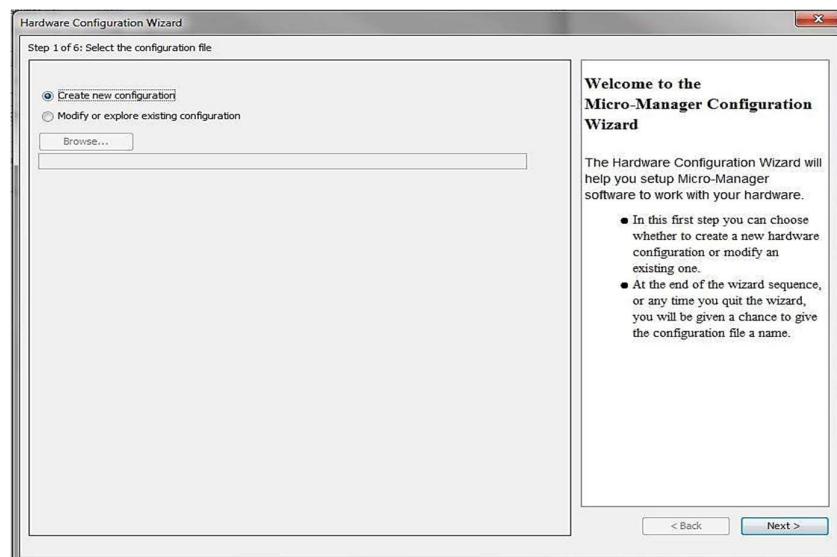 Hardware Configuration Wizard
Step 1 of 6: Select the configuration file
Create new configuration
Modify or explore existing configuration
Browse...
Welcome to the
Micro-Manager Configuration
Wizard
The Hardware Configuration Wizard will
help you setup Micro-Manager
software to work with your hardware.
In this first step you can choose
whether to create a new hardware
configuration or modify an
existing one.
At the end of the wizard sequence,
or any time you quit the wizard,
you will be given a chance to give
the configuration file a name.
< Back
Next >